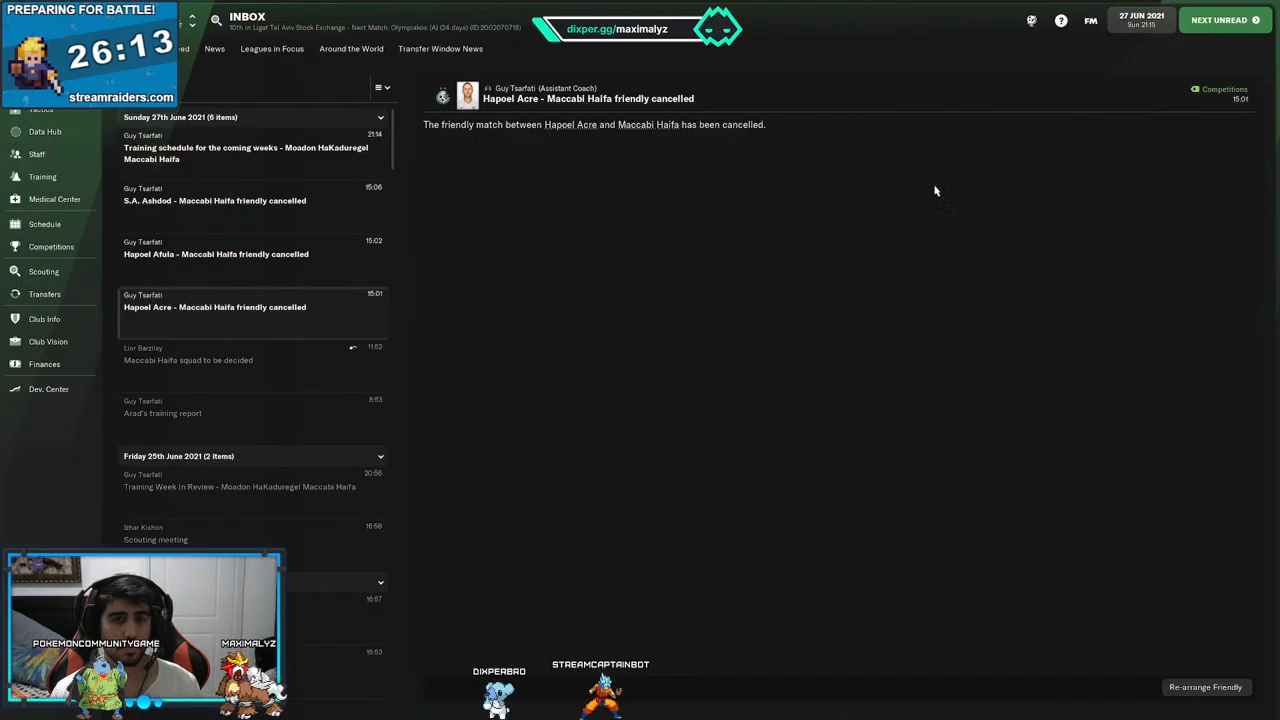 PREPARING FOR BATTLE!
26:13
streamraiders.com
INBOX
10th in Ligat Tel Aviv Stock Exchange - Next Match: Olympiakos (A) (24 days) (ID:2002070718)
dixper.gg/maximalyz
FM
27 JUN 2021
Sun 21:15
NEXT UNREAD
News
Leagues in Focus
Around the World
Transfer Window News
Tactics
Data Hub
Staff
Training
Medical Center
Schedule
Competitions
Scouting
Transfers
Club Info
Club Vision
Finances
Dev. Center
Sunday 27th June 2021 (6 items)
Guy Tsarfati
21:14
Training schedule for the coming weeks - Moadon HaKaduregel
Maccabi Haifa
Guy Tsarfati
15:06
S.A. Ashdod - Maccabi Haifa friendly cancelled
Guy Tsarfati
15:02
Hapoel Afula - Maccabi Haifa friendly cancelled
Guy Tsarfati
15:01
Hapoel Acre - Maccabi Haifa friendly cancelled
Lior Barzilay
11:52
Maccabi Haifa squad to be decided
Guy Tsarfati
8:53
Arad's training report
Friday 25th June 2021 (2 items)
Guy Tsarfati
20:56
Training Week In Review - Moadon HaKaduregel Maccabi Haifa
Izhar Kishon
16:58
Scouting meeting
16:57
16:53
Guy Tsarfati (Assistant Coach)
Hapoel Acre - Maccabi Haifa friendly cancelled
Competitions
15:01
The friendly match between Hapoel Acre and Maccabi Haifa has been cancelled.
POKEMONCOMMUNITYGAME
MAXIMALYZ
DIXPERBRO
STREAMCAPTAINBOT
Re-arrange Friendly